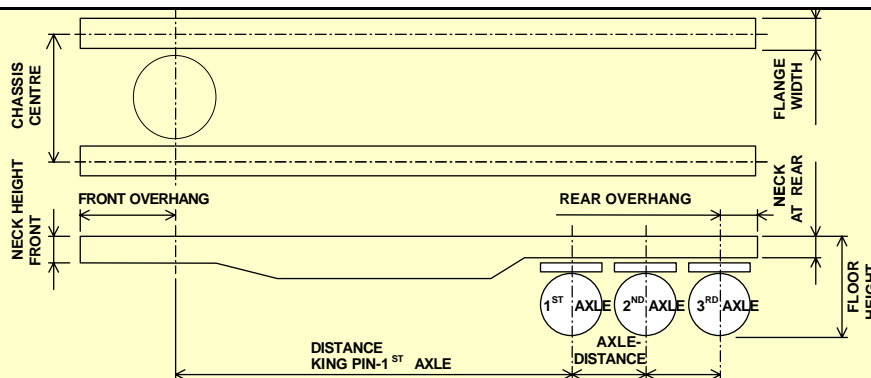 CHASSIS
CENTRE
FLANGE
WIDTH
NECK HEIGHT
FRONT
FRONT OVERHANG
REAR OVERHANG
NECK
AT REAR
FLOOR
HEIGHT
1ST AXLE
2ND AXLE
3RD AXLE
DISTANCE
KING PIN-1ST AXLE
AXLE-
DISTANCE